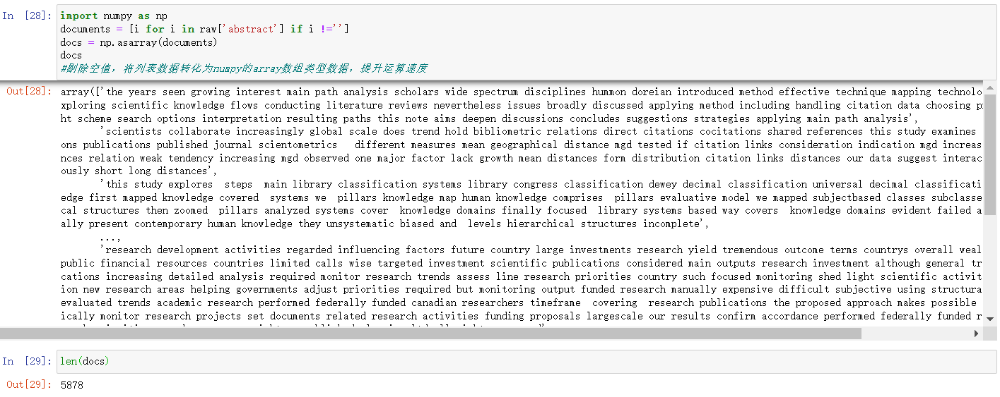 In [28]: import numpy as np
documents = [i for i in raw['abstract'] if i !='']
docs = np.asarray(documents)
docs
#剔除空值，将列表数据转化为numpy的array数组类型数据，提升运算速度
Out[28]: array(['the years seen growing interest main path analysis scholars wide spectrum disciplines hummon doreian introduced method effective technique mapping technolo
xploring scientific knowledge flows conducting literature reviews nevertheless issues broadly discussed applying method including handling citation data choosing
ht scheme search options interpretation resulting paths this note aims deepen discussions concludes suggestions strategies applying main path analysis',
'scientists collaborate increasingly global scale does trend hold bibliometric relations direct citations cocitations shared references this study examines
ons publications published journal scientometrics   different measures mean geographical distance mgd tested if citation links consideration indication mgd increas
nces relation weak tendency increasing mgd observed one major factor lack growth mean distances form distribution citation links distances our data suggest interac
ously short long distances',
'this study explores  steps  main library classification systems library congress classification dewey decimal classification universal decimal classificati
edge first mapped knowledge covered  systems we  pillars knowledge map human knowledge comprises  pillars evaluative model we mapped subjectbased classes subclasse
cal structures then zoomed  pillars analyzed systems cover  knowledge domains finally focused  library systems based way covers  knowledge domains evident failed a
ally present contemporary human knowledge they unsystematic biased and  levels hierarchical structures incomplete',
...,
'research development activities regarded influencing factors future country large investments research yield tremendous outcome terms countrys overall weal
public financial resources countries limited calls wise targeted investment scientific publications considered main outputs research investment although general tr
cations increasing detailed analysis required monitor research trends assess line research priorities country such focused monitoring shed light scientific activit
ion new research areas helping governments adjust priorities required but monitoring output funded research manually expensive difficult subjective using structura
evaluated trends academic research performed federally funded canadian researchers timeframe  covering  research publications the proposed approach makes possible
ically monitor research projects set documents related research activities funding proposals largescale our results confirm accordance performed federally funded r
In [29]: len(docs)
Out[29]: 5878